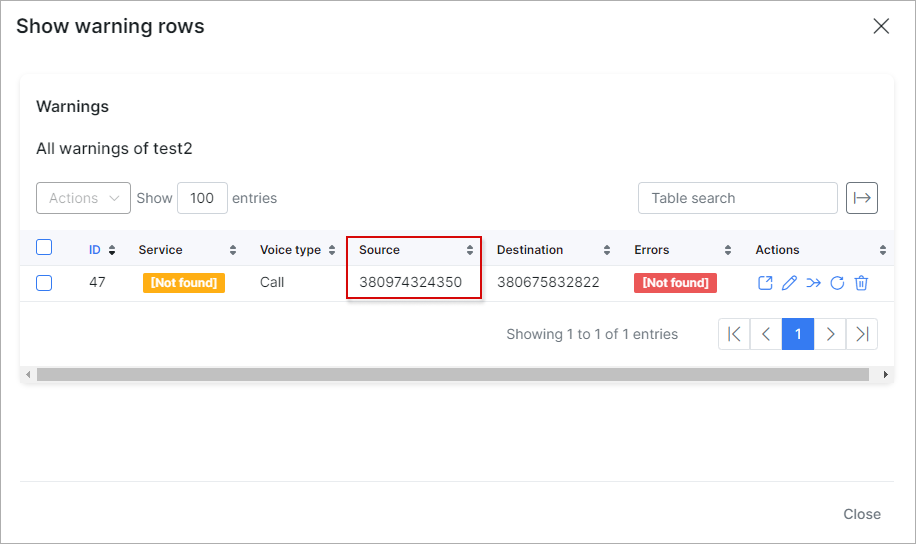 Show warning rows
Warnings
All warnings of test2
Actions Show 100 entries Table search
ID Service Voice type Source Destination Errors Actions
47 [Not found] Call 380974324350 380675832822 [Not found]
Showing 1 to 1 of 1 entries 1
Close